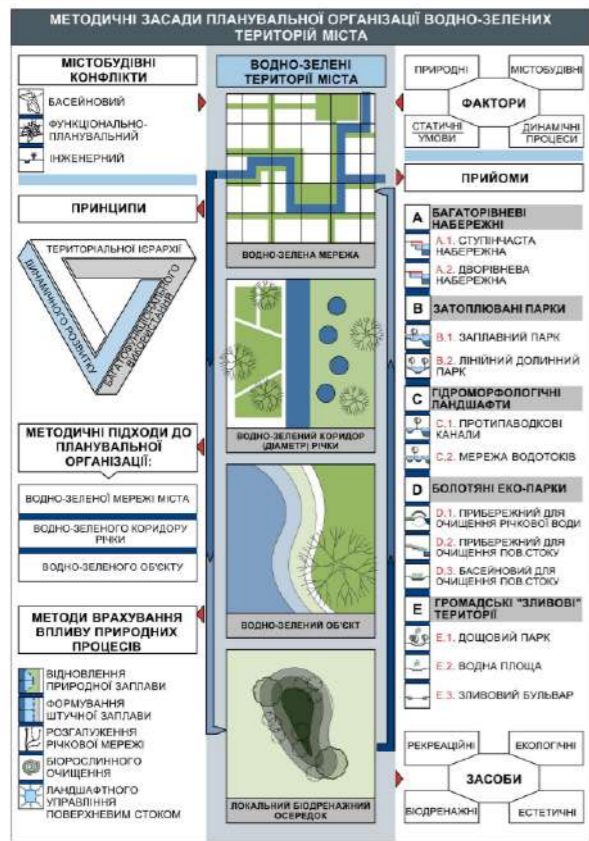 МЕТОДИЧНІ ЗАСАДИ ПЛАНУВАЛЬНОЇ ОРГАНІЗАЦІЇ ВОДНО-ЗЕЛЕНИХ
ТЕРИТОРІЙ МІСТА
МІСТОБУДІВНІ
КОНФЛІКТИ
БАСЕЙНОВИЙ
ФУНКЦІОНАЛЬНО-
ПЛАНУВАЛЬНИЙ
ІНЖЕНЕРНИЙ
ПРИНЦИПИ
ТЕРИТОРІАЛЬНОЇ ІЄРАРХІЇ
ДИНАМІЧНОГО РОЗВИТКУ
БАГАТОФУНКЦІОНАЛЬНОГО
ВИКОРИСТАННЯ
МЕТОДИЧНІ ПІДХОДИ ДО
ПЛАНУВАЛЬНОЇ
ОРГАНІЗАЦІЇ:
ВОДНО-ЗЕЛЕНОЇ МЕРЕЖІ МІСТА
ВОДНО-ЗЕЛЕНОГО КОРИДОРУ
РІЧКИ
ВОДНО-ЗЕЛЕНОГО ОБ'ЄКТУ
МЕТОДИ ВРАХУВАННЯ
ВПЛИВУ ПРИРОДНИХ
ПРОЦЕСІВ
ВІДНОВЛЕННЯ
ПРИРОДНОЇ ЗАПЛАВИ
ФОРМУВАННЯ
ШТУЧНОЇ ЗАПЛАВИ
РОЗГАЛУЖЕННЯ
РІЧКОВОЇ МЕРЕЖІ
БІОРОСЛИННОГО
ОЧИЩЕННЯ
ЛАНДШАФТНОГО
УПРАВЛІННЯ
ПОВЕРХНЕВИМ СТОКОМ
ВОДНО-ЗЕЛЕНІ
ТЕРИТОРІЇ МІСТА
ВОДНО-ЗЕЛЕНА МЕРЕЖА
ВОДНО-ЗЕЛЕНИЙ КОРИДОР
(ДІАМЕТР) РІЧКИ
ВОДНО-ЗЕЛЕНИЙ ОБ'ЄКТ
ЛОКАЛЬНИЙ БІОДРЕНАЖНИЙ
ОСЕРЕДОК
ПРИРОДНІ
МІСТОБУДІВНІ
ФАКТОРИ
СТАТИЧНІ
УМОВИ
ДИНАМІЧНІ
ПРОЦЕСИ
ПРИЙОМИ
A БАГАТОРІВНЕВІ
НАБЕРЕЖНІ
A.1. СТУПІНЧАСТА
НАБЕРЕЖНА
A.2. ДВОРІВНЕВА
НАБЕРЕЖНА
B ЗАТОПЛЮВАНІ ПАРКИ
B.1. ЗАПЛАВНИЙ ПАРК
B.2. ЛІНІЙНИЙ ДОЛИННИЙ
ПАРК
C ГІДРОМОРФОЛОГІЧНІ
ЛАНДШАФТИ
C.1. ПРОТИПАВОДКОВІ
КАНАЛИ
C.2. МЕРЕЖА ВОДОТОКІВ
D БОЛОТЯНІ ЕКО-ПАРКИ
D.1. ПРИБЕРЕЖНИЙ ДЛЯ
ОЧИЩЕННЯ РІЧКОВОЇ ВОДИ
D.2. ПРИБЕРЕЖНИЙ ДЛЯ
ОЧИЩЕННЯ ПОВ.СТОКУ
D.3. БАСЕЙНОВИЙ ДЛЯ
ОЧИЩЕННЯ ПОВ.СТОКУ
E ГРОМАДСЬКІ "ЗЛИВОВІ"
ТЕРИТОРІЇ
E.1. ДОЩОВИЙ ПАРК
E.2. ВОДНА ПЛОЩА
E.3. ЗЛИВОВИЙ БУЛЬВАР
РЕКРЕАЦІЙНІ
ЕКОЛОГІЧНІ
ЗАСОБИ
БІОДРЕНАЖНІ
ЕСТЕТИЧНІ